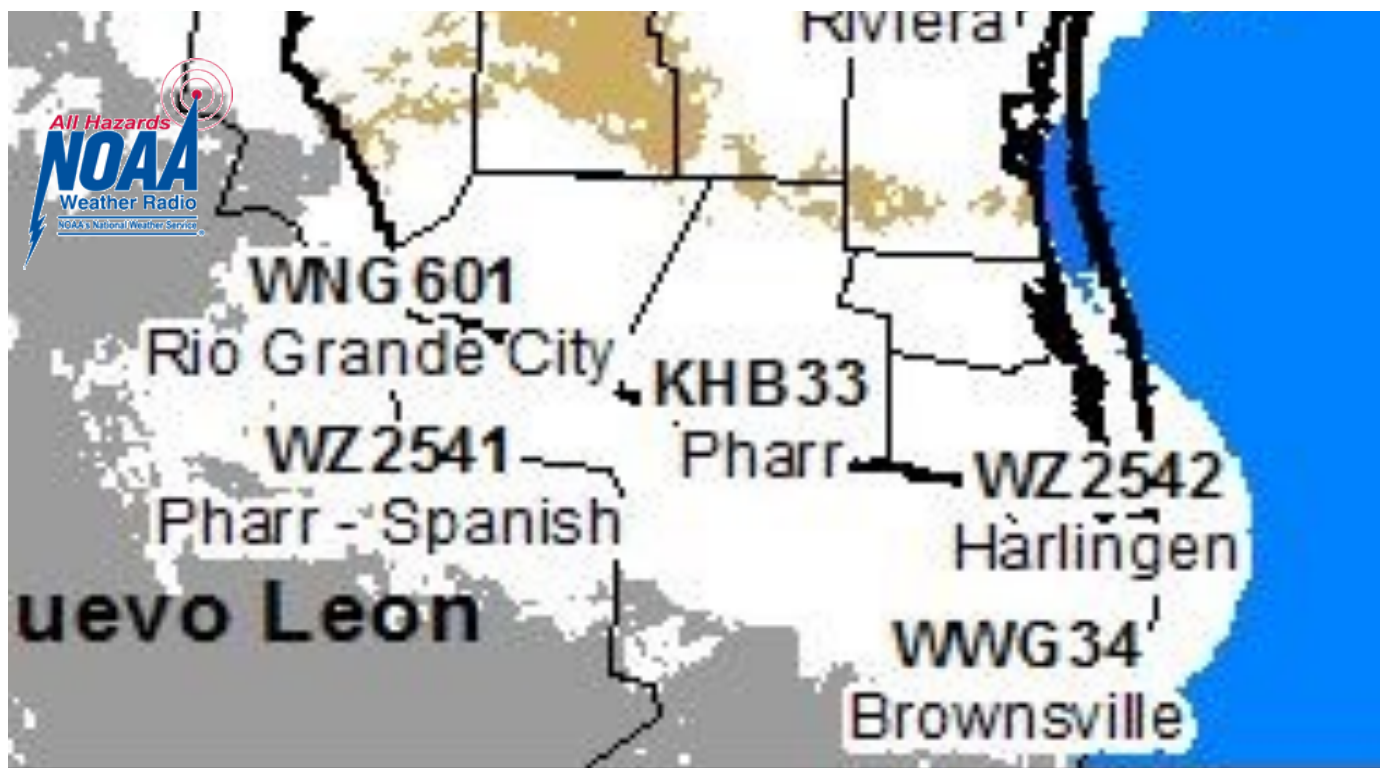 Riviera
All Hazards
NOAA
Weather Radio
NOAA's National Weather Service
WNG 601
Rio Grande City
KHB33
Pharr
WZ2541
Pharr - Spanish
WZ2542
Harlingen
uevo Leon
WWG34
Brownsville